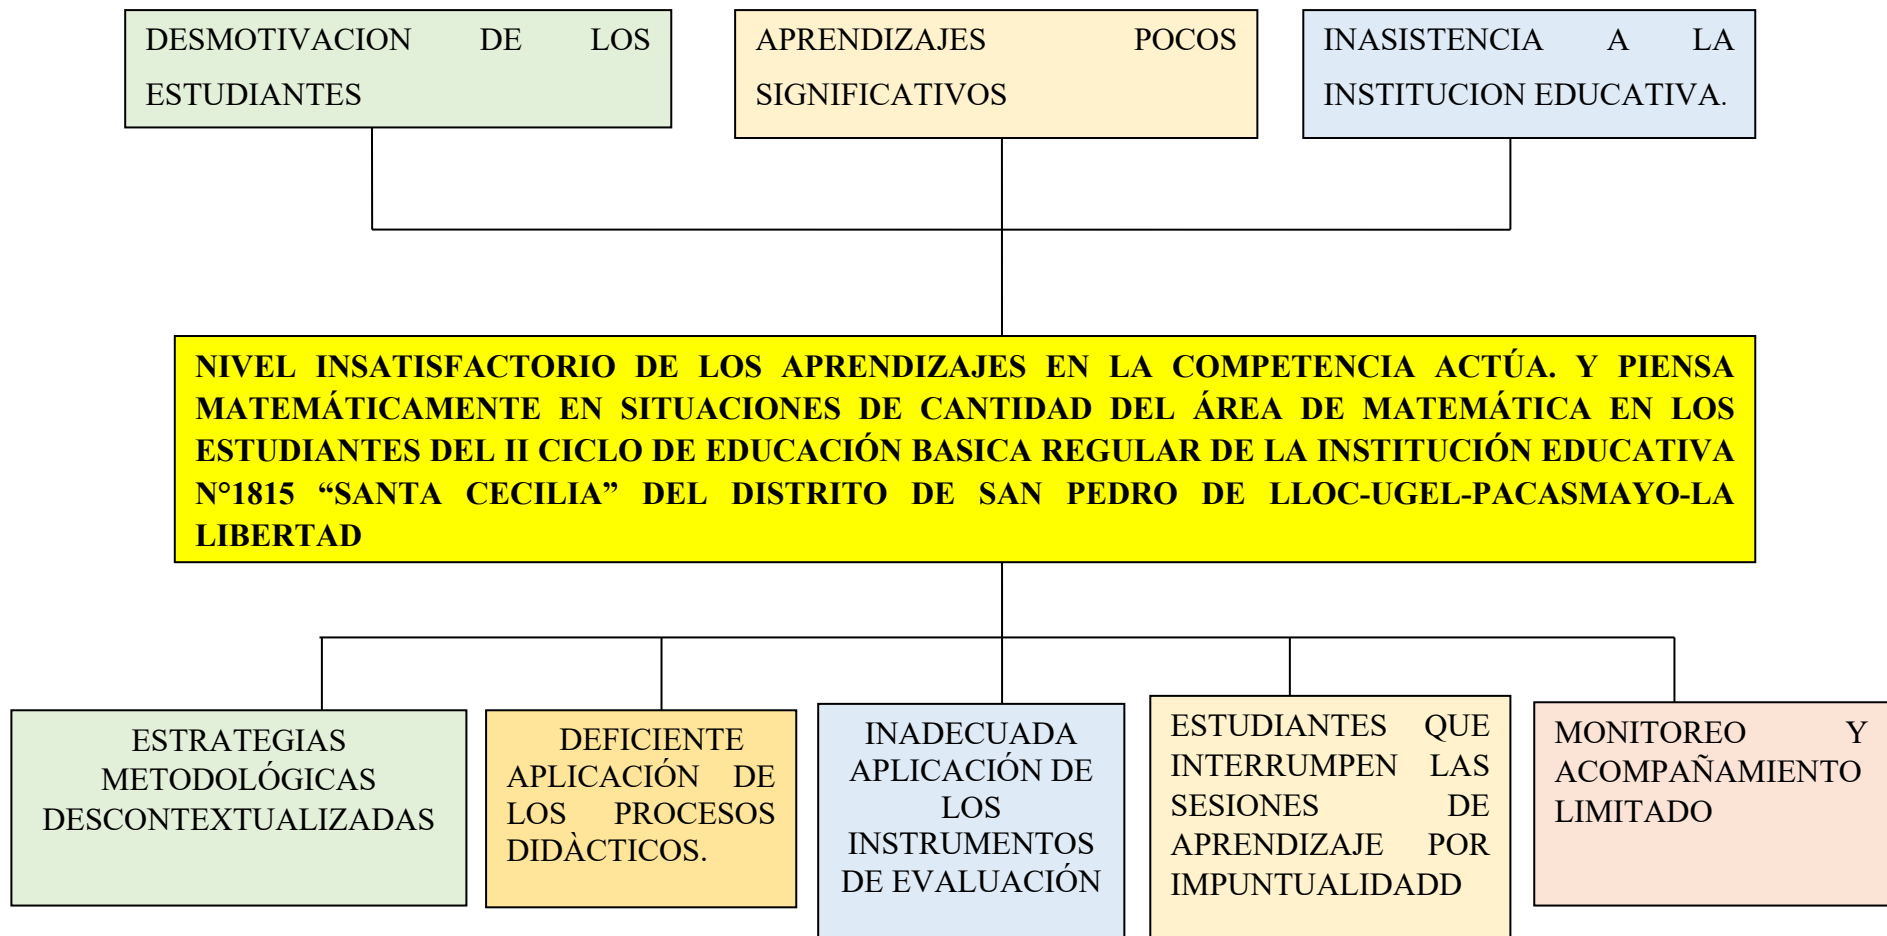 DESMOTIVACION DE LOS
ESTUDIANTES
APRENDIZAJES POCOS
SIGNIFICATIVOS
INASISTENCIA A LA
INSTITUCION EDUCATIVA.
NIVEL INSATISFACTORIO DE LOS APRENDIZAJES EN LA COMPETENCIA ACTÚA. Y PIENSA
MATEMÁTICAMENTE EN SITUACIONES DE CANTIDAD DEL ÁREA DE MATEMÁTICA EN LOS
ESTUDIANTES DEL II CICLO DE EDUCACIÓN BASICA REGULAR DE LA INSTITUCIÓN EDUCATIVA
N°1815 “SANTA CECILIA” DEL DISTRITO DE SAN PEDRO DE LLOC-UGEL-PACASMAYO-LA
LIBERTAD
ESTRATEGIAS
METODOLÓGICAS
DESCONTEXTUALIZADAS
DEFICIENTE
APLICACIÓN DE
LOS PROCESOS
DIDÀCTICOS.
INADECUADA
APLICACIÓN DE
LOS
INSTRUMENTOS
DE EVALUACIÓN
ESTUDIANTES QUE
INTERRUMPEN LAS
SESIONES DE
APRENDIZAJE POR
IMPUNTUALIDADD
MONITOREO Y
ACOMPAÑAMIENTO
LIMITADO